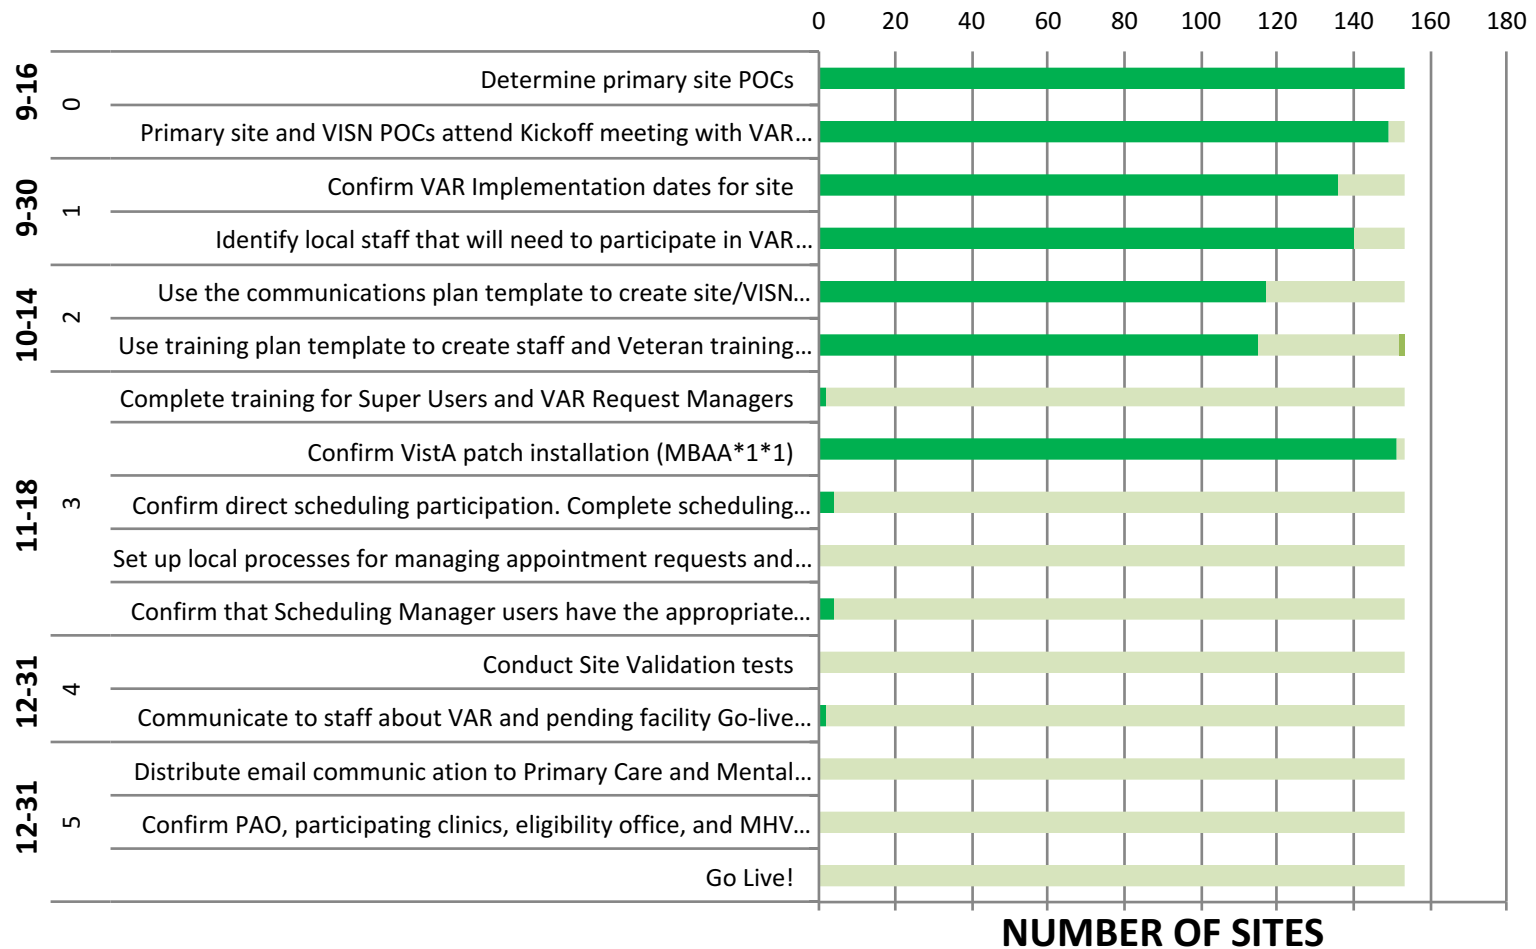 0 20 40 60 80 100 120 140 160 180
9-16
0
Determine primary site POCs
Primary site and VISN POCs attend Kickoff meeting with VAR...
9-30
1
Confirm VAR Implementation dates for site
Identify local staff that will need to participate in VAR...
10-14
2
Use the communications plan template to create site/VISN...
Use training plan template to create staff and Veteran training...
11-18
3
Complete training for Super Users and VAR Request Managers
Confirm VistA patch installation (MBAA*1*1)
Confirm direct scheduling participation. Complete scheduling...
Set up local processes for managing appointment requests and...
Confirm that Scheduling Manager users have the appropriate...
12-31
4
Conduct Site Validation tests
Communicate to staff about VAR and pending facility Go-live...
12-31
5
Distribute email communic ation to Primary Care and Mental...
Confirm PAO, participating clinics, eligibility office, and MHV...
Go Live!
NUMBER OF SITES